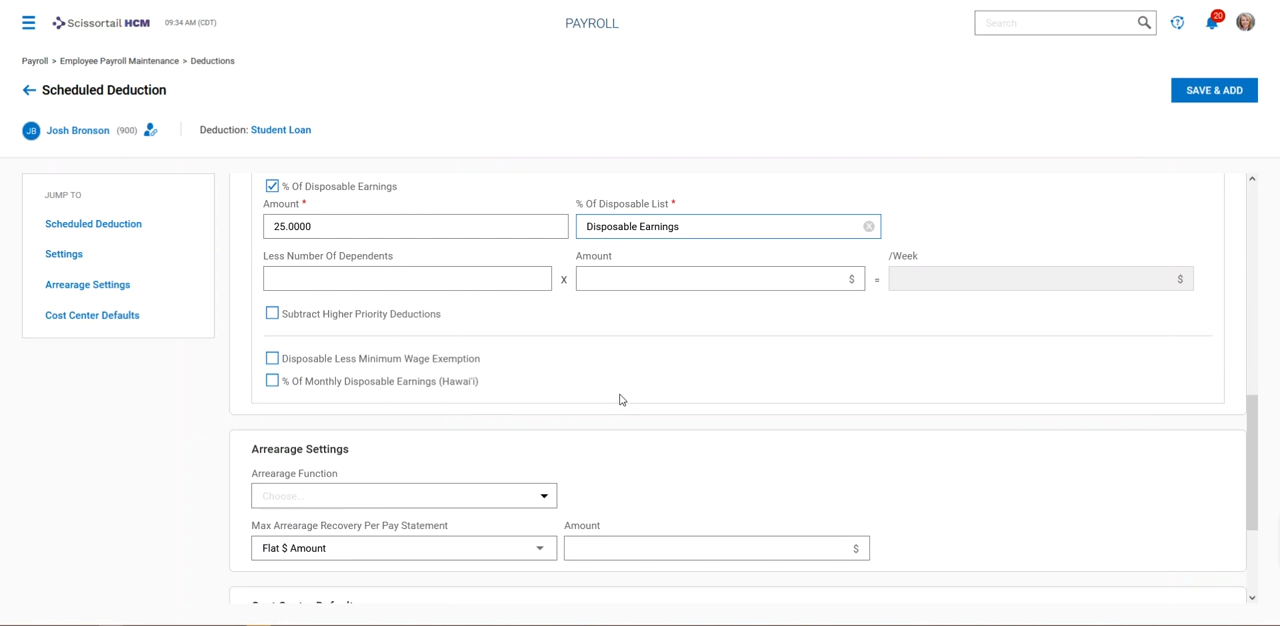 Scissortail HCM 09:34 AM (CDT) PAYROLL Search 20
Payroll > Employee Payroll Maintenance > Deductions
Scheduled Deduction SAVE & ADD
JB Josh Bronson (900) Deduction: Student Loan
JUMP TO
Scheduled Deduction
Settings
Arrearage Settings
Cost Center Defaults
% Of Disposable Earnings
Amount * % Of Disposable List *
25.0000 Disposable Earnings
Less Number Of Dependents Amount /Week
X $ = $
Subtract Higher Priority Deductions
Disposable Less Minimum Wage Exemption
% Of Monthly Disposable Earnings (Hawai'i)
Arrearage Settings
Arrearage Function
Choose...
Max Arrearage Recovery Per Pay Statement Amount
Flat $ Amount $